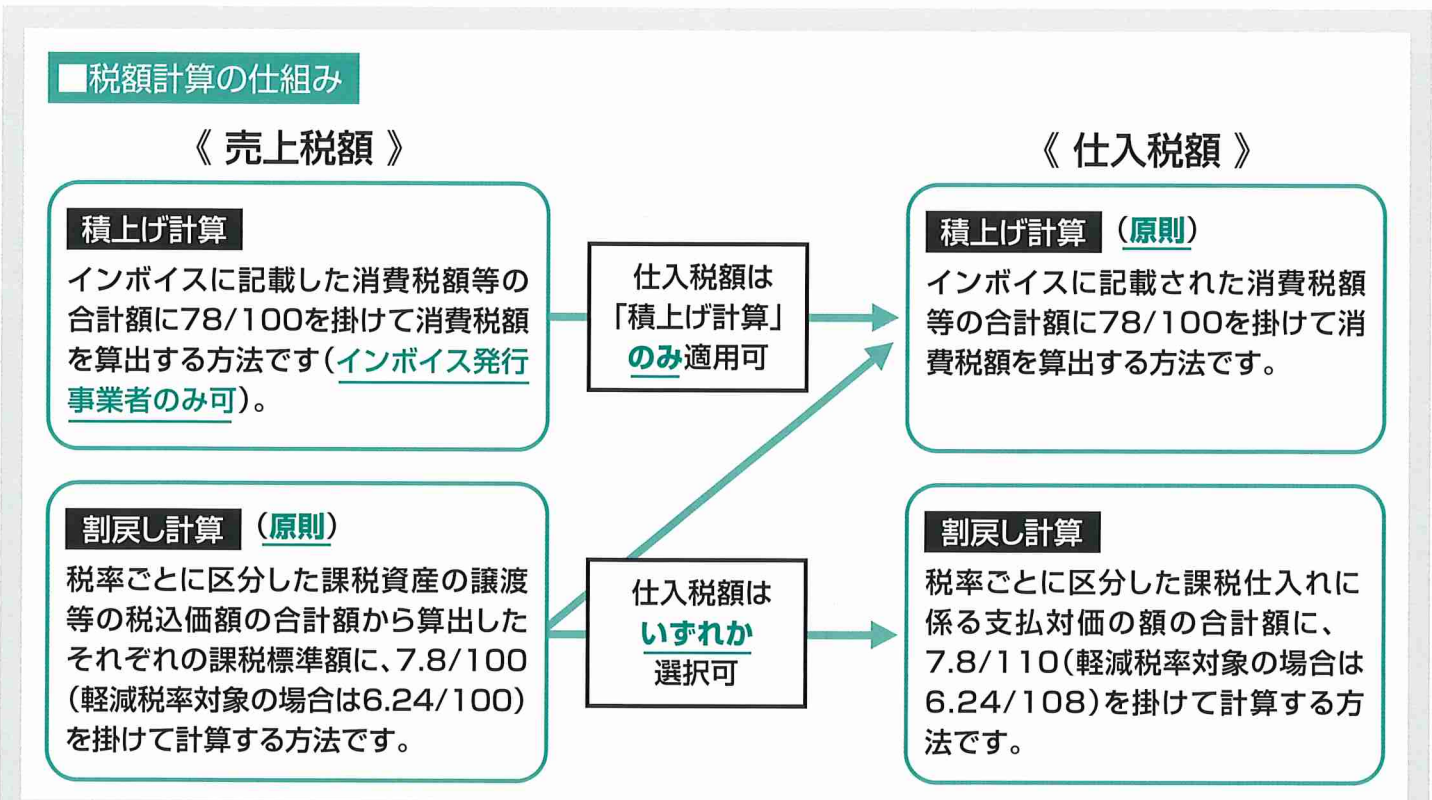 ■税額計算の仕組み
《 売上税額 》
積上げ計算
インボイスに記載した消費税額等の
合計額に78/100を掛けて消費税額
を算出する方法です(インボイス発行
事業者のみ可)。
仕入税額は
「積上げ計算」
のみ適用可
《 仕入税額 》
積上げ計算 (原則)
インボイスに記載された消費税額
等の合計額に78/100を掛けて消
費税額を算出する方法です。
割戻し計算 (原則)
税率ごとに区分した課税資産の譲渡
等の税込価額の合計額から算出した
それぞれの課税標準額に、7.8/100
(軽減税率対象の場合は6.24/100)
を掛けて計算する方法です。
仕入税額は
いずれか
選択可
割戻し計算
税率ごとに区分した課税仕入れに
係る支払対価の額の合計額に、
7.8/110(軽減税率対象の場合は
6.24/108)を掛けて計算する方
法です。